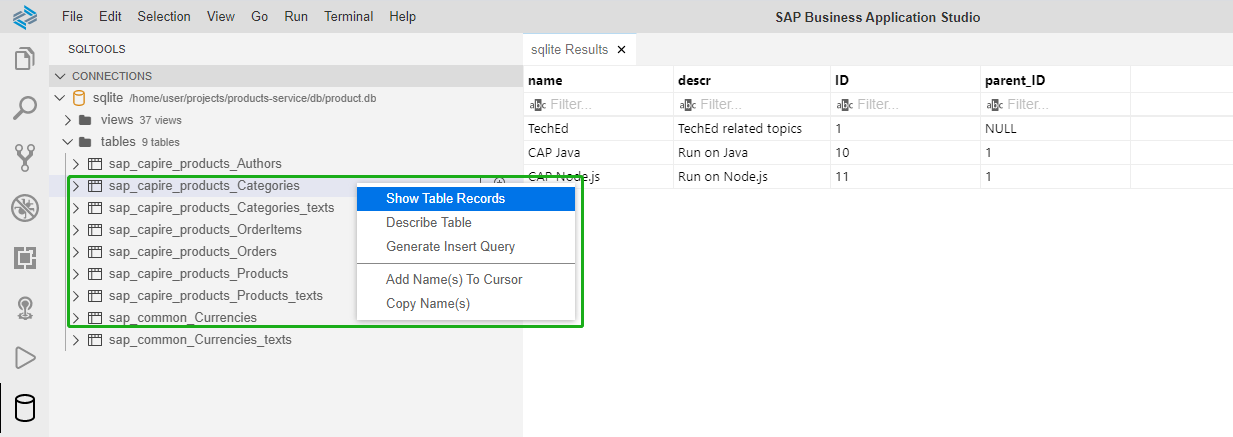 File Edit Selection View Go Run Terminal Help SAP Business Application Studio
SQLTOOLS
CONNECTIONS
sqlite /home/user/projects/products-service/db/product.db
views 37 views
tables 9 tables
sap_capire_products_Authors
sap_capire_products_Categories
sap_capire_products_Categories_texts
sap_capire_products_OrderItems
sap_capire_products_Orders
sap_capire_products_Products
sap_capire_products_Products_texts
sap_common_Currencies
sap_common_Currencies_texts
Show Table Records
Describe Table
Generate Insert Query
Add Name(s) To Cursor
Copy Name(s)
sqlite Results
name descr ID parent_ID
abc Filter... abc Filter... abc Filter... abc Filter...
TechEd TechEd related topics 1 NULL
CAP Java Run on Java 10 1
CAP Node.js Run on Node.js 11 1